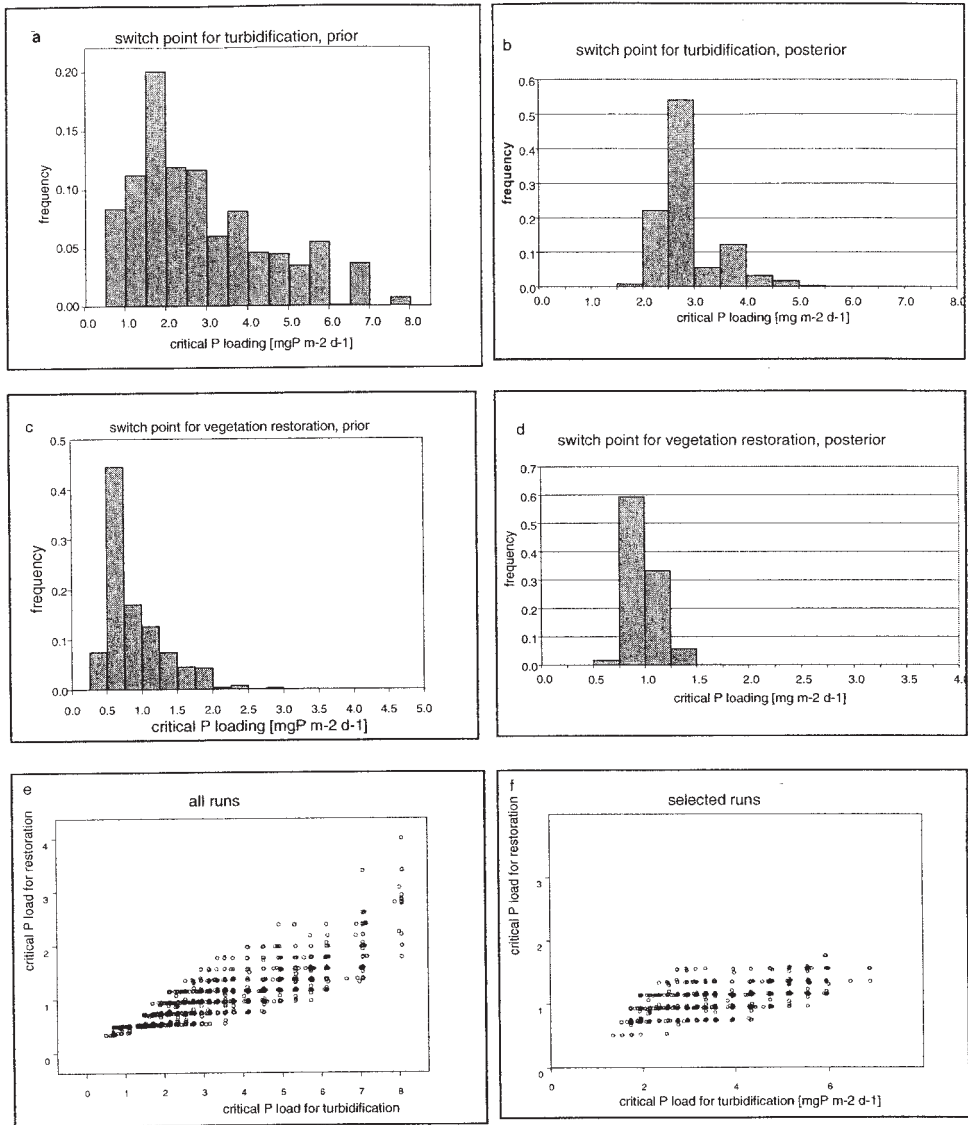 a
switch point for turbidification, prior
0.20
0.15
0.10
0.05
0.00
frequency
0.0 1.0 2.0 3.0 4.0 5.0 6.0 7.0 8.0
critical P loading [mgP m-2 d-1]
b
switch point for turbidification, posterior
0.6
0.5
0.4
0.3
0.2
0.1
0.0
frequency
0.0 1.0 2.0 3.0 4.0 5.0 6.0 7.0 8.0
critical P loading [mg m-2 d-1]
c
switch point for vegetation restoration, prior
0.5
0.4
0.3
0.2
0.1
0.0
frequency
0.0 0.5 1.0 1.5 2.0 2.5 3.0 3.5 4.0 4.5 5.0
critical P loading [mgP m-2 d-1]
d
switch point for vegetation restoration, posterior
0.7
0.6
0.5
0.4
0.3
0.2
0.1
0.0
frequency
0.0 0.5 1.0 1.5 2.0 2.5 3.0 3.5 4.0
critical P loading [mg m-2 d-1]
e
all runs
4
3
2
1
0
critical P load for restoration
0 1 2 3 4 5 6 7 8
critical P load for turbidification
f
selected runs
3
2
1
0
critical P load for restoration
2 4 6
critical P load for turbidification [mgP m-2 d-1]